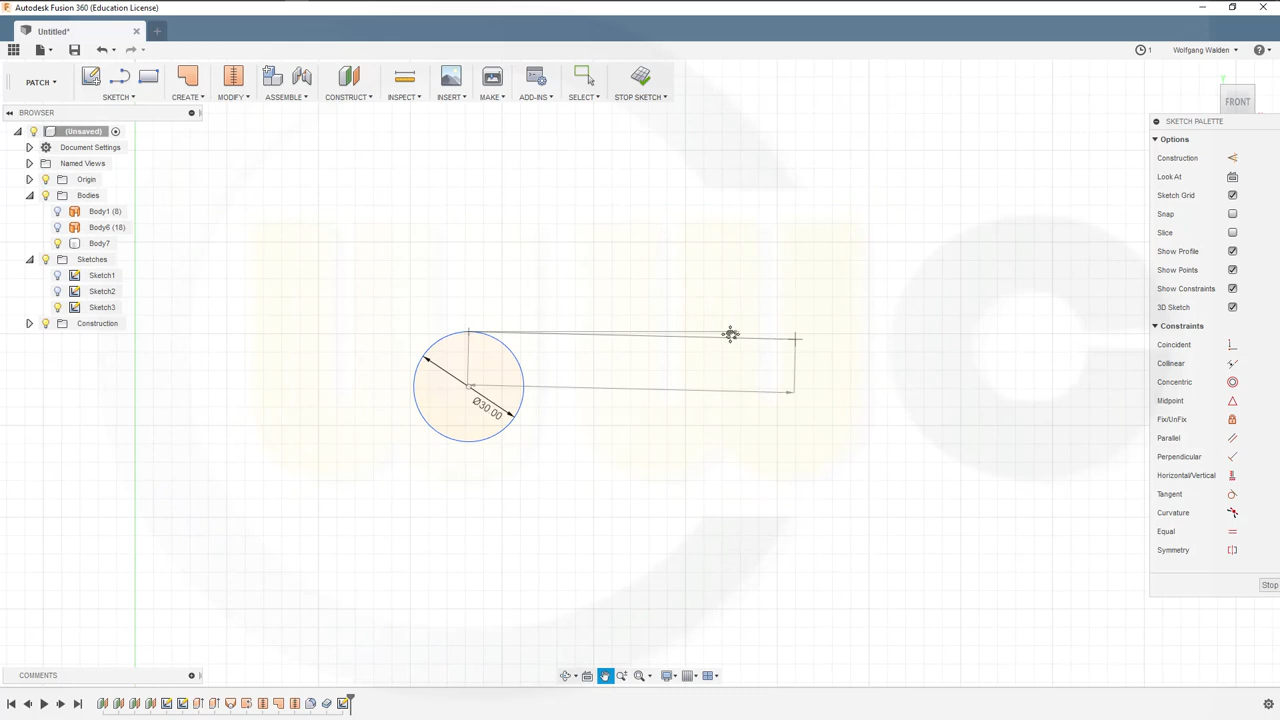 Autodesk Fusion 360 (Education License)
Untitled*
1
Wolfgang Walden
PATCH
SKETCH
CREATE
MODIFY
ASSEMBLE
CONSTRUCT
INSPECT
INSERT
MAKE
ADD-INS
SELECT
STOP SKETCH
BROWSER
(Unsaved)
Document Settings
Named Views
Origin
Bodies
Body1 (8)
Body6 (18)
Body7
Sketches
Sketch1
Sketch2
Sketch3
Construction
Ø30.00
Y
FRONT
SKETCH PALETTE
Options
Construction
Look At
Sketch Grid
Snap
Slice
Show Profile
Show Points
Show Constraints
3D Sketch
Constraints
Coincident
Collinear
Concentric
Midpoint
Fix/UnFix
Parallel
Perpendicular
Horizontal/Vertical
Tangent
Curvature
Equal
Symmetry
Stop
COMMENTS